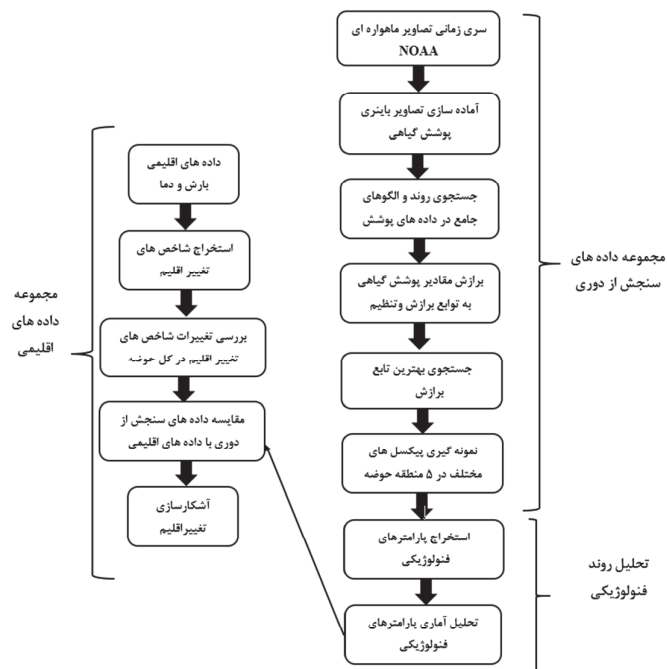 سری زمانی تصاویر ماهواره ای
NOAA
آماده سازی تصاویر باینری
پوشش گیاهی
جستجوی روند و الگوهای
جامع در داده های پوشش
برازش مقادیر پوشش گیاهی
به توابع برازش وتنظیم
جستجوی بهترین تابع
برازش
نمونه گیری پیکسل های
مختلف در ۵ منطقه حوضه
مجموعه داده های
سنجش از دوری
استخراج پارامترهای
فنولوژیکی
تحلیل آماری پارامترهای
فنولوژیکی
تحلیل روند
فنولوژیکی
داده های اقلیمی
بارش و دما
استخراج شاخص های
تغییر اقلیم
بررسی تغییرات شاخص های
تغییر اقلیم در کل حوضه
مقایسه داده های سنجش از
دوری با داده های اقلیمی
آشکارسازی
تغییراقلیم
مجموعه
داده های
اقلیمی